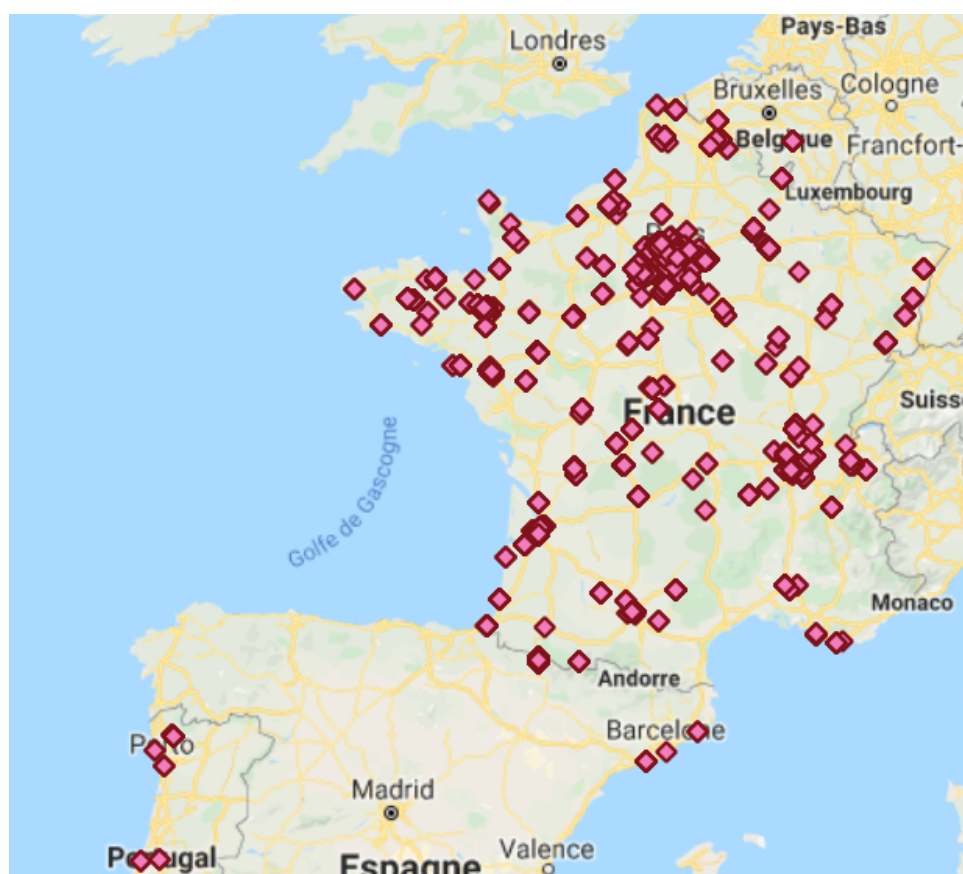 Pays-Bas
Londres
Cologne
Bruxelles
Belgique
Francfort-
Luxembourg
Paris
France
Suiss
Golfe de Gascogne
Monaco
Andorre
Barcelone
Porto
Madrid
Valence
Portugal
Espagne